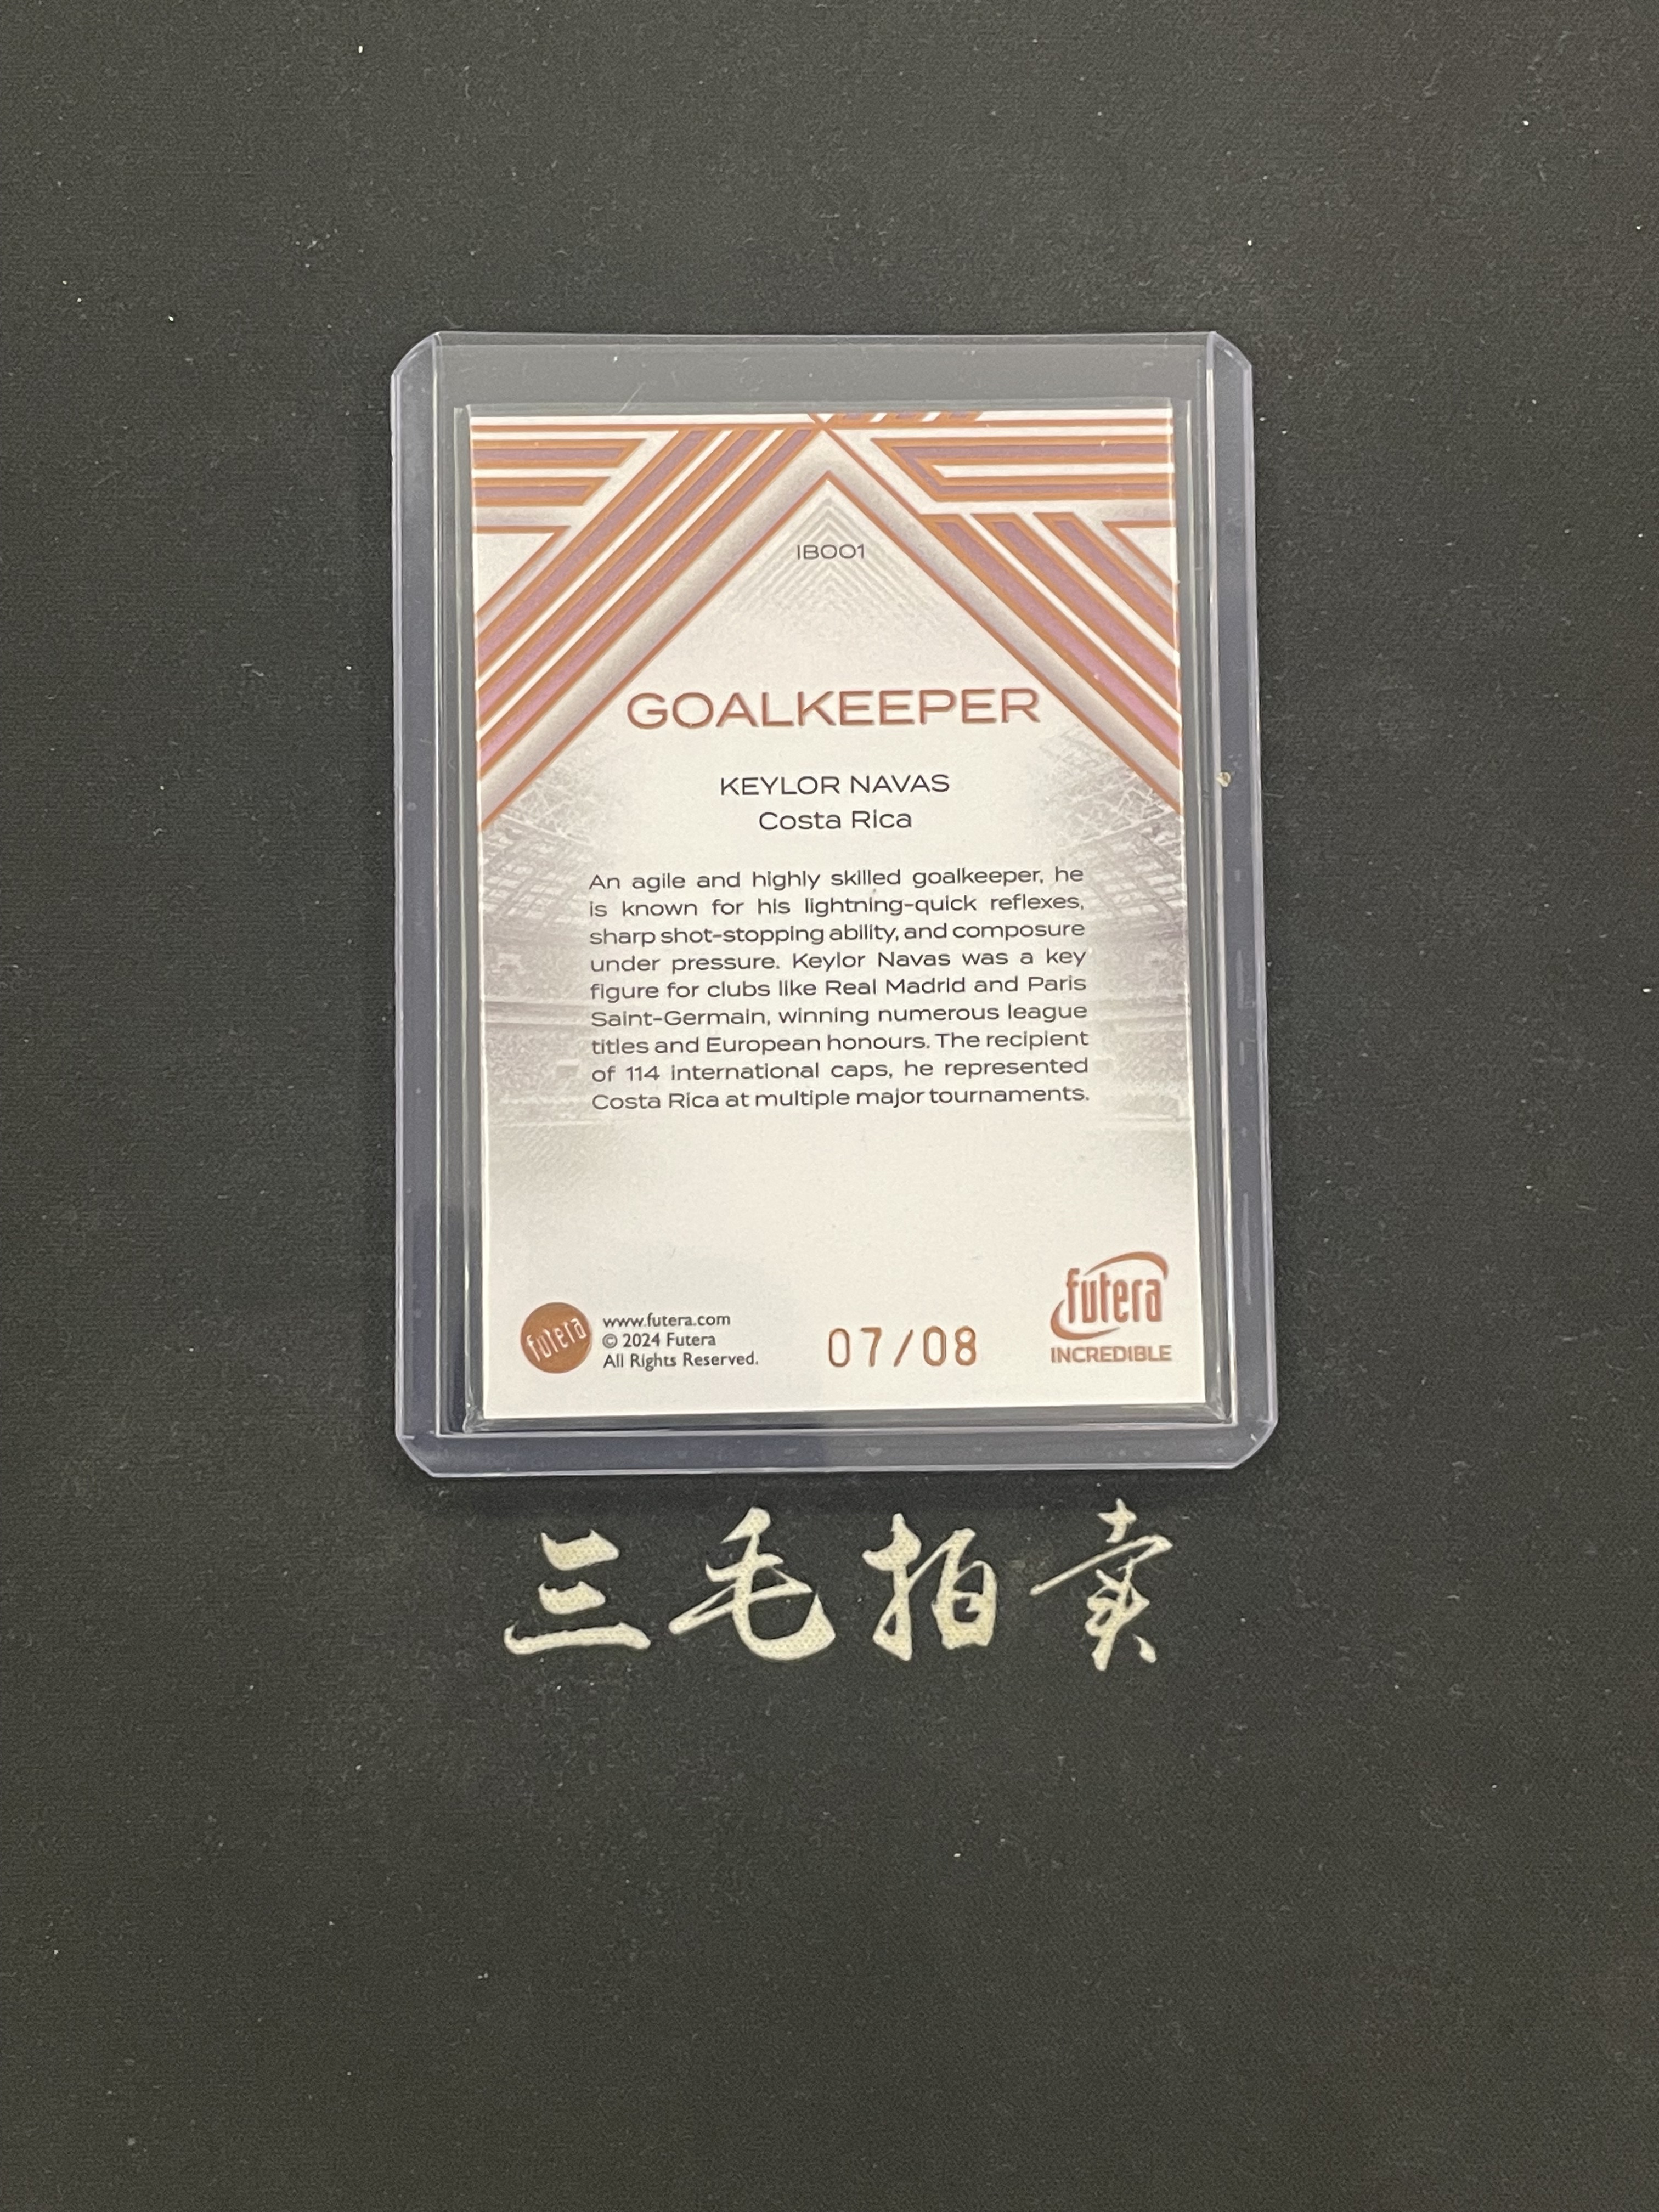 IB001
GOALKEEPER
KEYLOR NAVAS
Costa Rica
An agile and highly skilled goalkeeper, he
is known for his lightning-quick reflexes,
sharp shot-stopping ability, and composure
under pressure. Keylor Navas was a key
figure for clubs like Real Madrid and Paris
Saint-Germain, winning numerous league
titles and European honours. The recipient
of 114 international caps, he represented
Costa Rica at multiple major tournaments.
futera
www.futera.com
© 2024 Futera
All Rights Reserved.
07/08
futera
INCREDIBLE
三毛拍卖